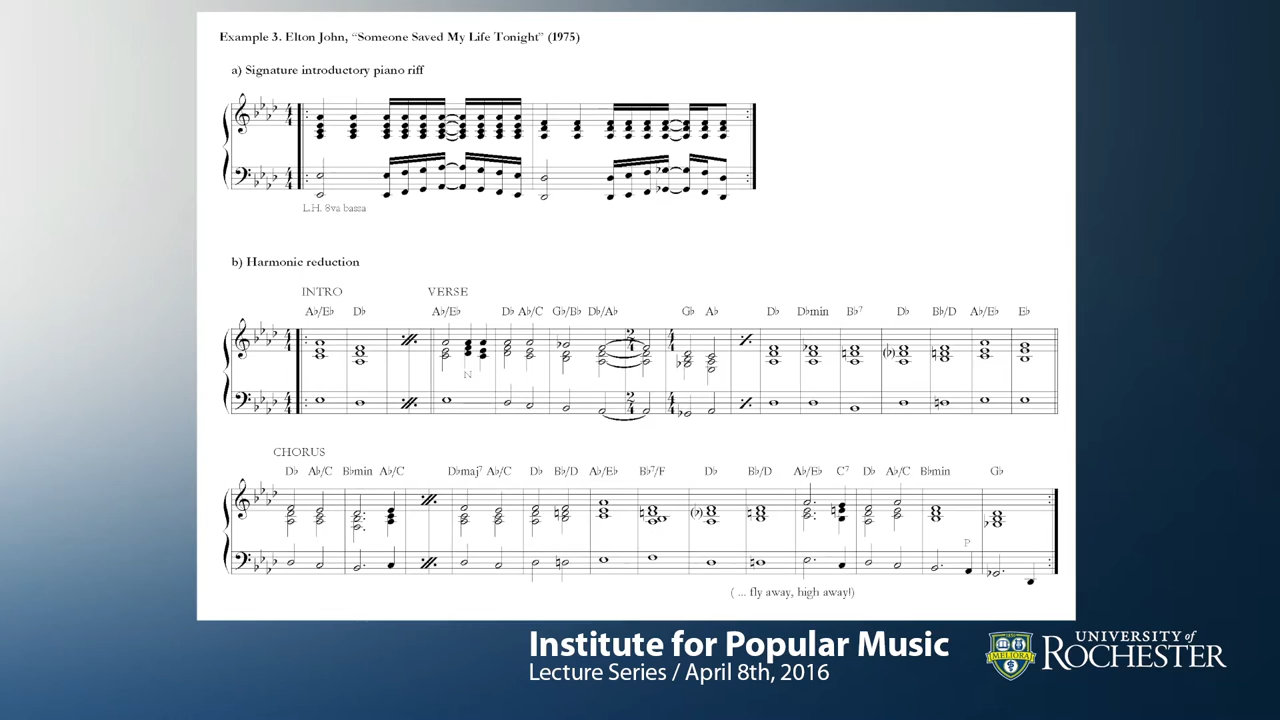 Example 3. Elton John, “Someone Saved My Life Tonight” (1975)
a) Signature introductory piano riff
L.H. 8va bassa
b) Harmonic reduction
INTRO VERSE
A♭/E♭ D♭ A♭/E♭ D♭ A♭/C G♭/B♭ D♭/A♭ G♭ A♭ D♭ D♭min B♭7 D♭ B♭/D A♭/E♭ E♭
N
CHORUS
D♭ A♭/C B♭min A♭/C D♭maj7 A♭/C D♭ B♭/D A♭/E♭ B♭7/F D♭ B♭/D A♭/E♭ C7 D♭ A♭/C B♭min G♭
P
( ... fly away, high away!)
Institute for Popular Music
Lecture Series / April 8th, 2016
MELIORA
UNIVERSITY of
ROCHESTER